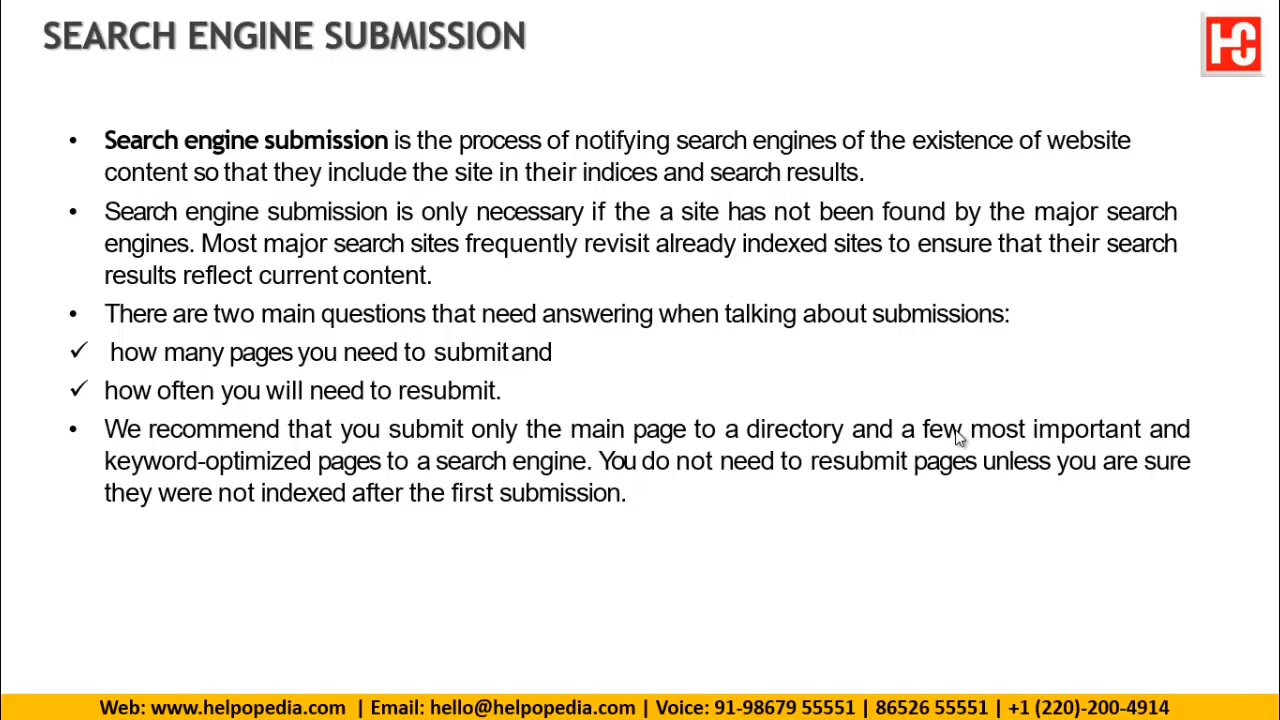 SEARCH ENGINE SUBMISSION
HC
• Search engine submission is the process of notifying search engines of the existence of website
content so that they include the site in their indices and search results.
• Search engine submission is only necessary if the a site has not been found by the major search
engines. Most major search sites frequently revisit already indexed sites to ensure that their search
results reflect current content.
• There are two main questions that need answering when talking about submissions:
✓ how many pages you need to submit and
✓ how often you will need to resubmit.
• We recommend that you submit only the main page to a directory and a few most important and
keyword-optimized pages to a search engine. You do not need to resubmit pages unless you are sure
they were not indexed after the first submission.
Web: www.helpopedia.com | Email: hello@helpopedia.com | Voice: 91-98679 55551 | 86526 55551 | +1 (220)-200-4914